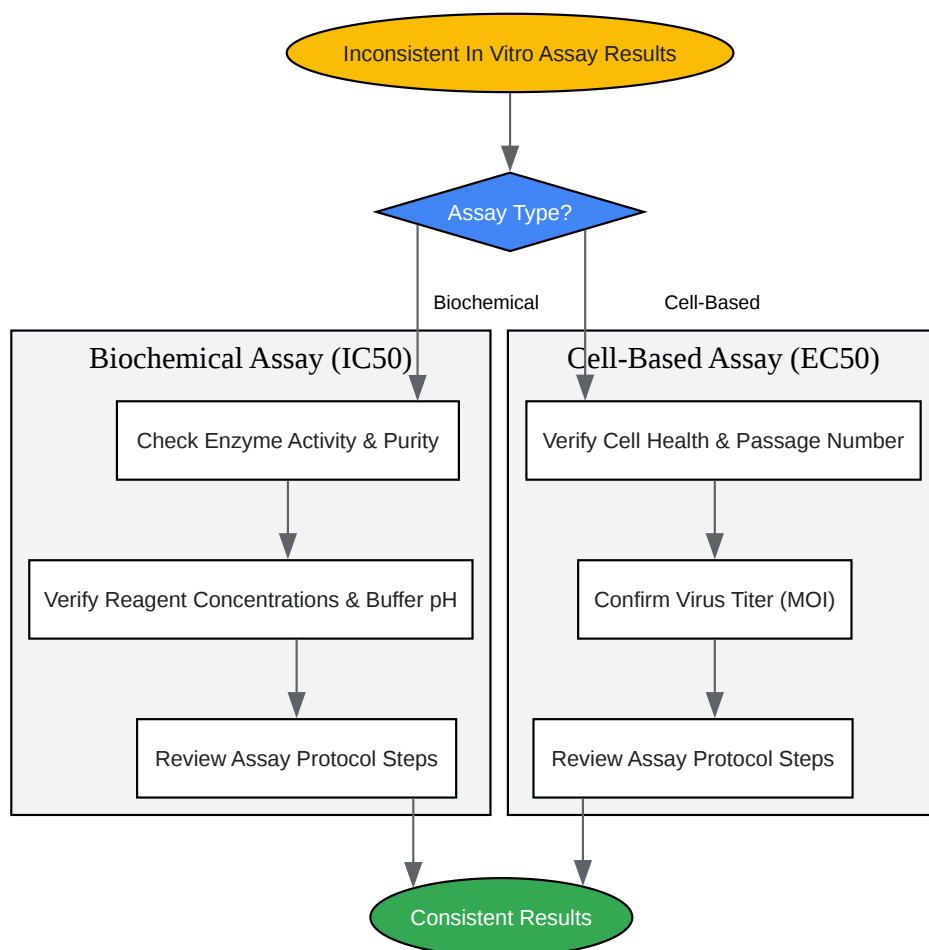 Inconsistent In Vitro Assay Results
Assay Type?
Biochemical
Cell-Based
Biochemical Assay (IC50)
Check Enzyme Activity & Purity
Verify Reagent Concentrations & Buffer pH
Review Assay Protocol Steps
Cell-Based Assay (EC50)
Verify Cell Health & Passage Number
Confirm Virus Titer (MOI)
Review Assay Protocol Steps
Consistent Results